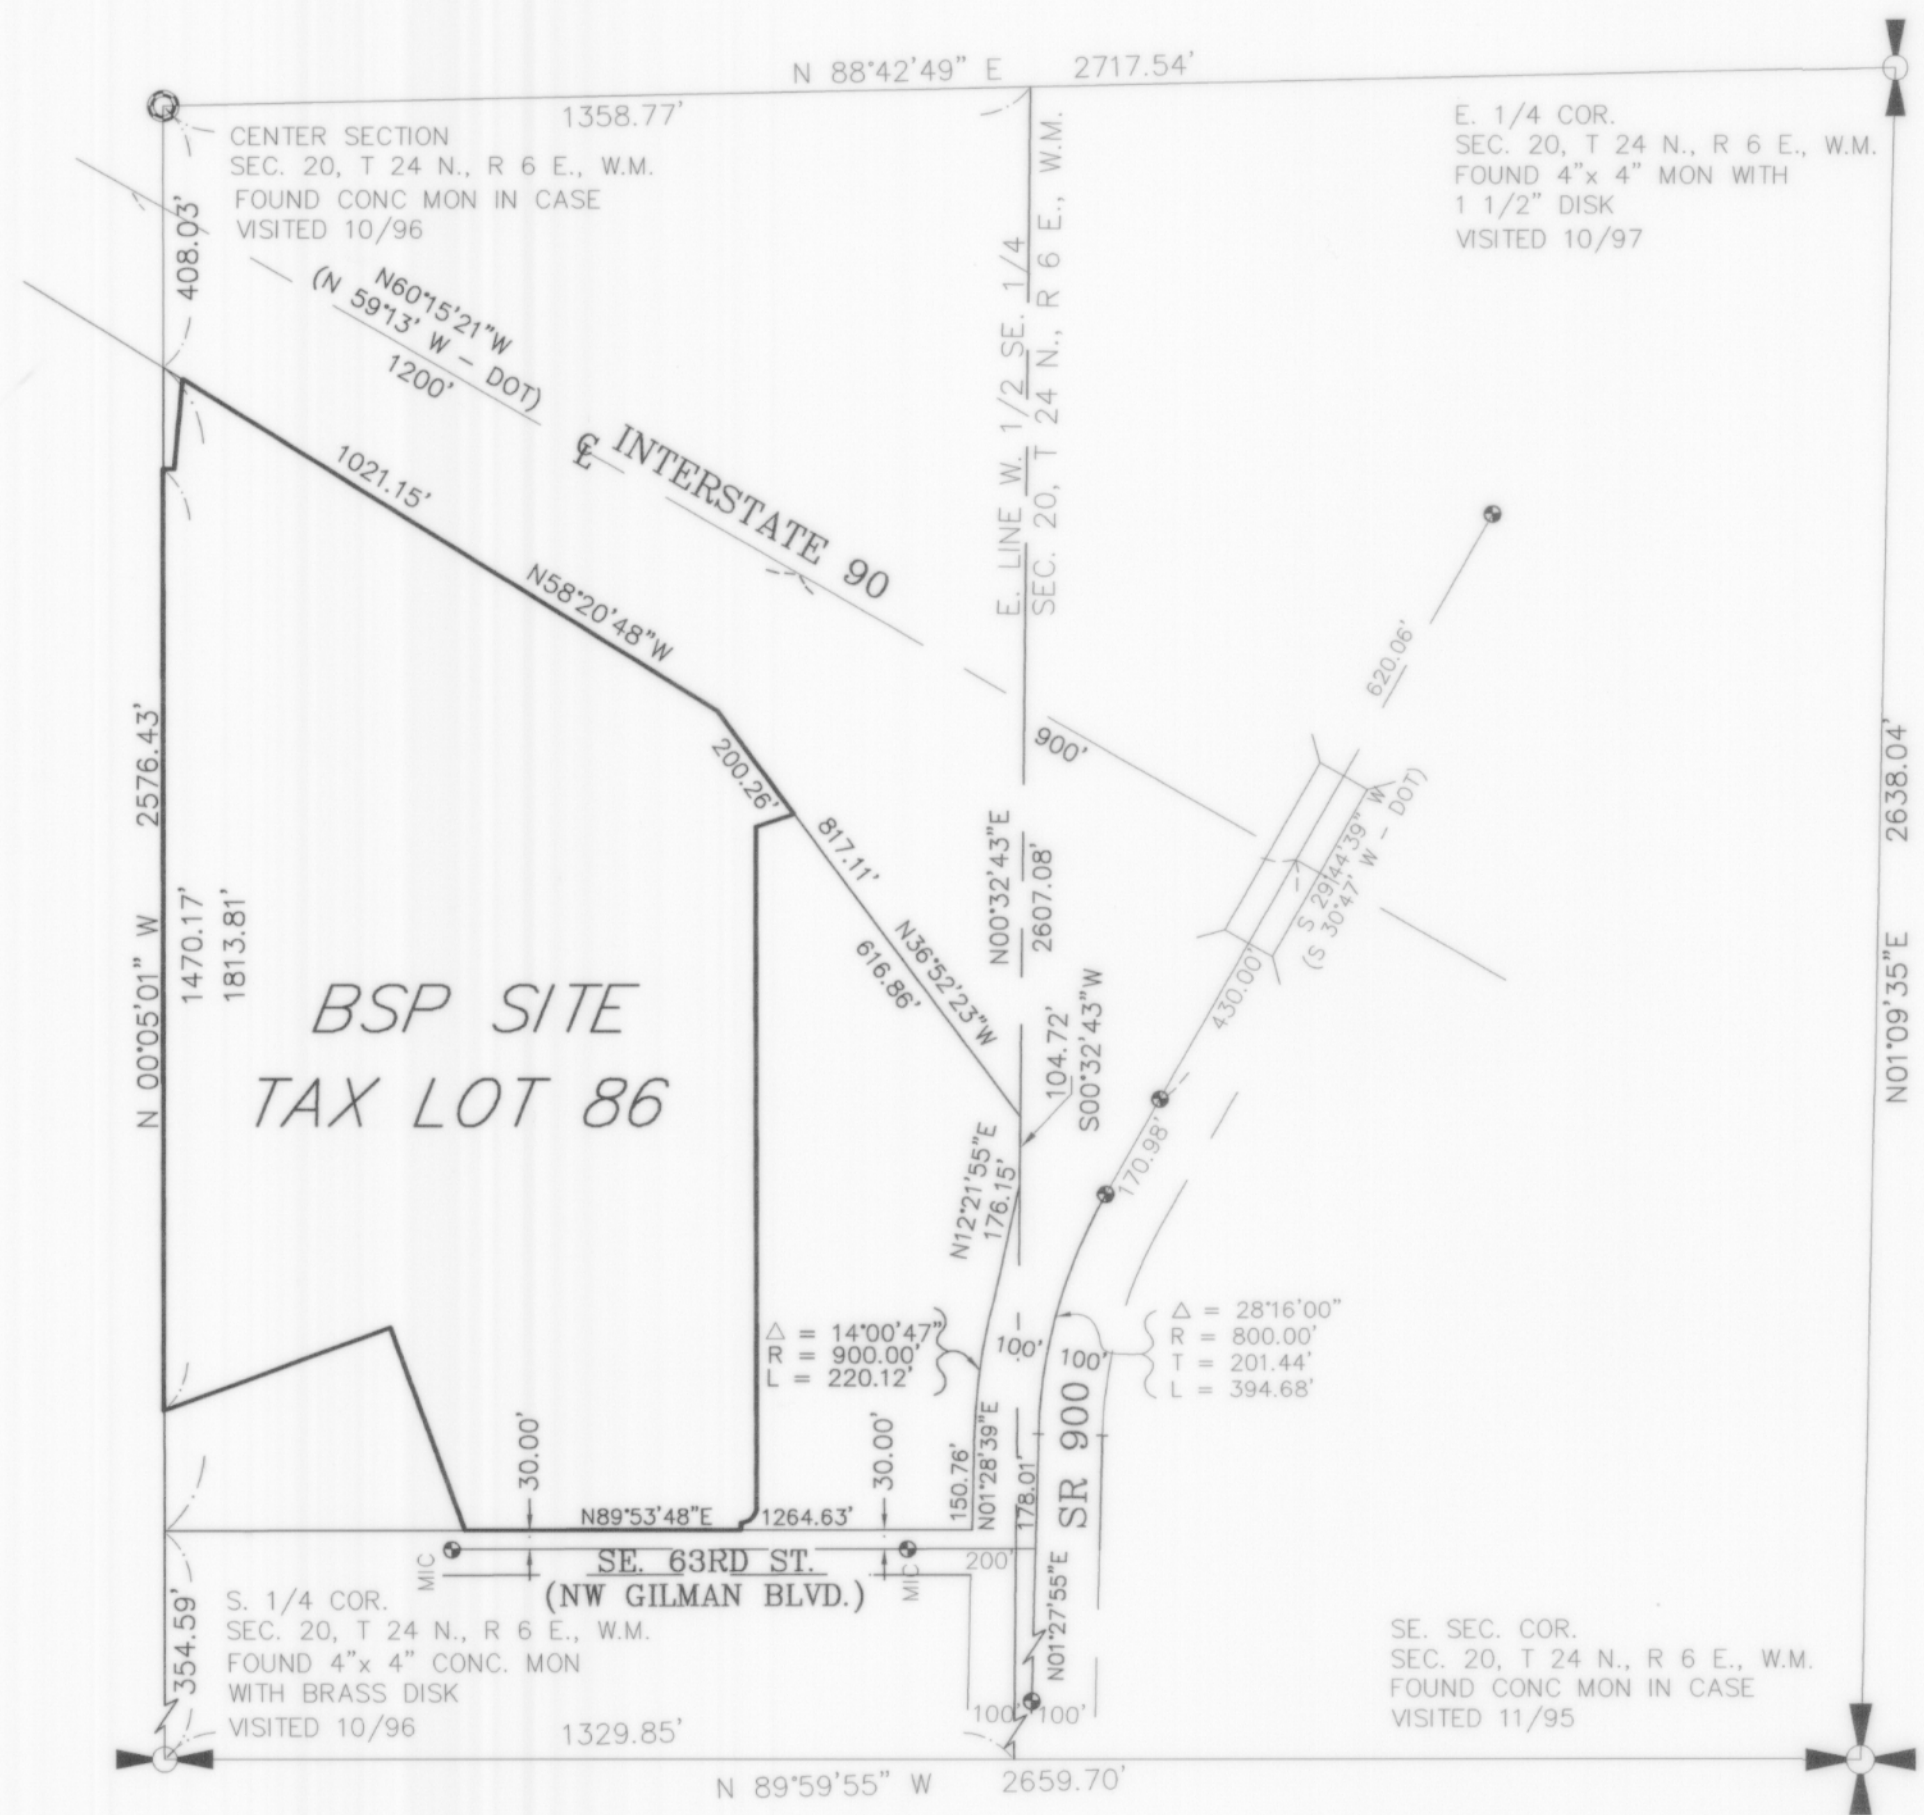 N 88°42'49" E 2717.54'
1358.77'
CENTER SECTION
SEC. 20, T 24 N., R 6 E., W.M.
FOUND CONC MON IN CASE
VISITED 10/96
E. 1/4 COR.
SEC. 20, T 24 N., R 6 E., W.M.
FOUND 4"x 4" MON WITH
1 1/2" DISK
VISITED 10/97
408.03'
N60°15'21"W
(N 59°13' W – DOT)
1200'
℄ INTERSTATE 90
1021.15'
N58°20'48"W
E. LINE W. 1/2 SE. 1/4
SEC. 20, T 24 N., R 6 E., W.M.
620.06'
900'
200.26'
817.11'
N36°52'23"W
616.86'
N00°32'43"E
2607.08'
S 29°44'39" W
(S 30°47' W – DOT)
430.00'
N 00°05'01" W 2576.43'
1470.17'
1813.81'
N01°09'35"E 2638.04'
BSP SITE
TAX LOT 86
104.72'
S00°32'43"W
170.98'
N12°21'55"E
176.15'
△ = 14°00'47"
R = 900.00'
L = 220.12'
100'
100'
△ = 28°16'00"
R = 800.00'
T = 201.44'
L = 394.68'
SR 900
30.00'
30.00'
150.76'
N01°28'39"E
178.01'
N89°53'48"E 1264.63'
MIC
SE. 63RD ST.
(NW GILMAN BLVD.)
MIC
200'
N01°27'55"E
354.59'
S. 1/4 COR.
SEC. 20, T 24 N., R 6 E., W.M.
FOUND 4"x 4" CONC. MON
WITH BRASS DISK
VISITED 10/96
SE. SEC. COR.
SEC. 20, T 24 N., R 6 E., W.M.
FOUND CONC MON IN CASE
VISITED 11/95
100' 100'
1329.85'
N 89°59'55" W 2659.70'